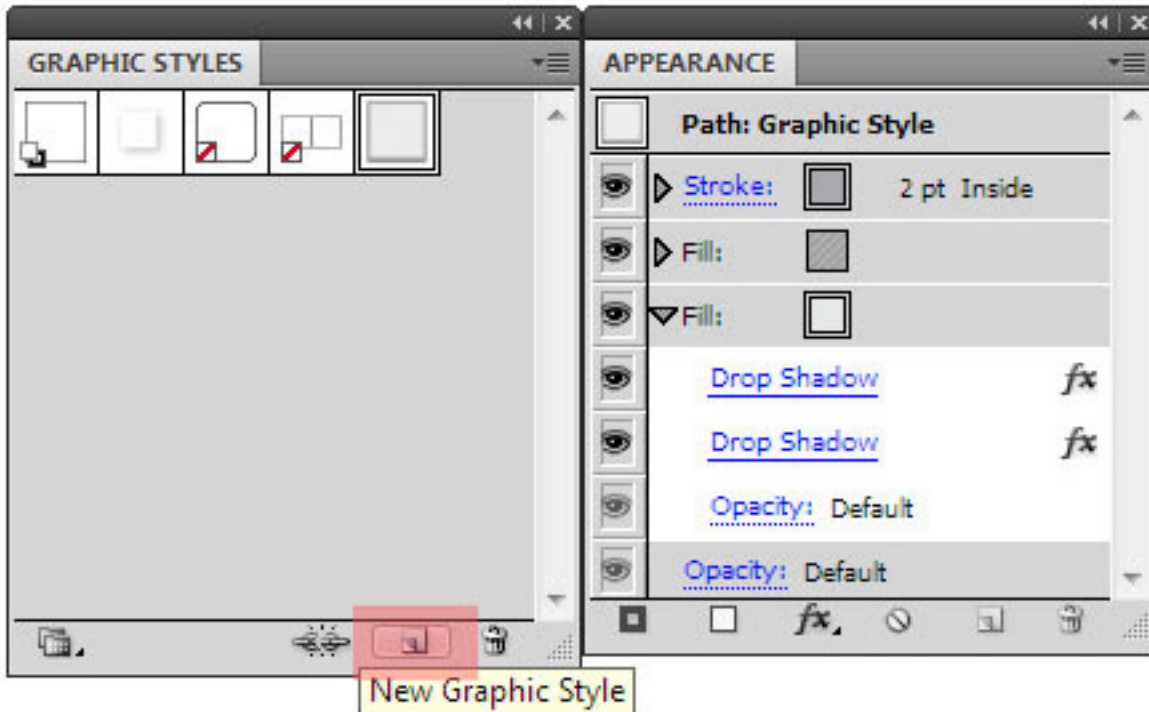 GRAPHIC STYLES
New Graphic Style
APPEARANCE
Path: Graphic Style
Stroke: 2 pt Inside
Fill:
Fill:
Drop Shadow fx
Drop Shadow fx
Opacity: Default
Opacity: Default
fx.